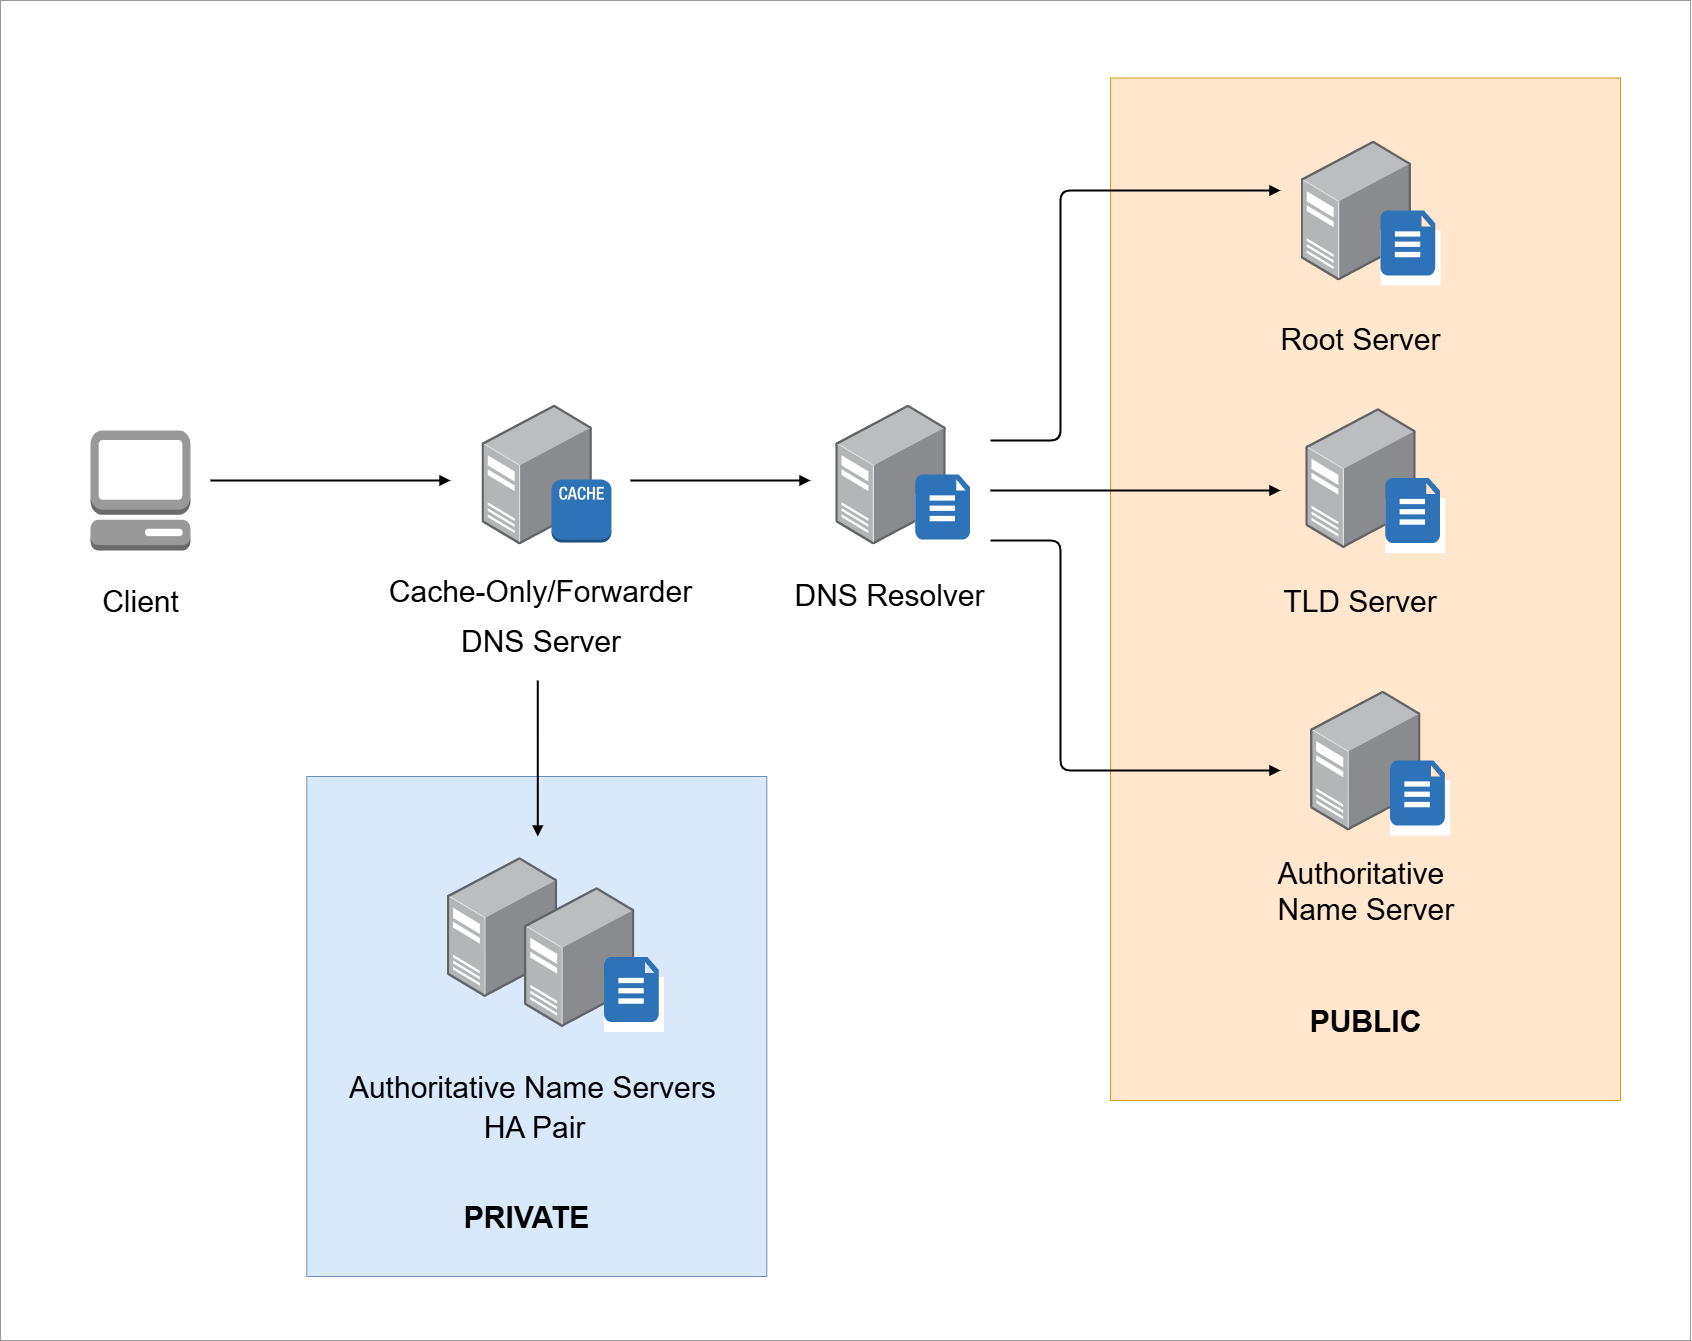 Root Server
CACHE
Client
Cache-Only/Forwarder
DNS Server
DNS Resolver
TLD Server
Authoritative
Name Server
PUBLIC
Authoritative Name Servers
HA Pair
PRIVATE